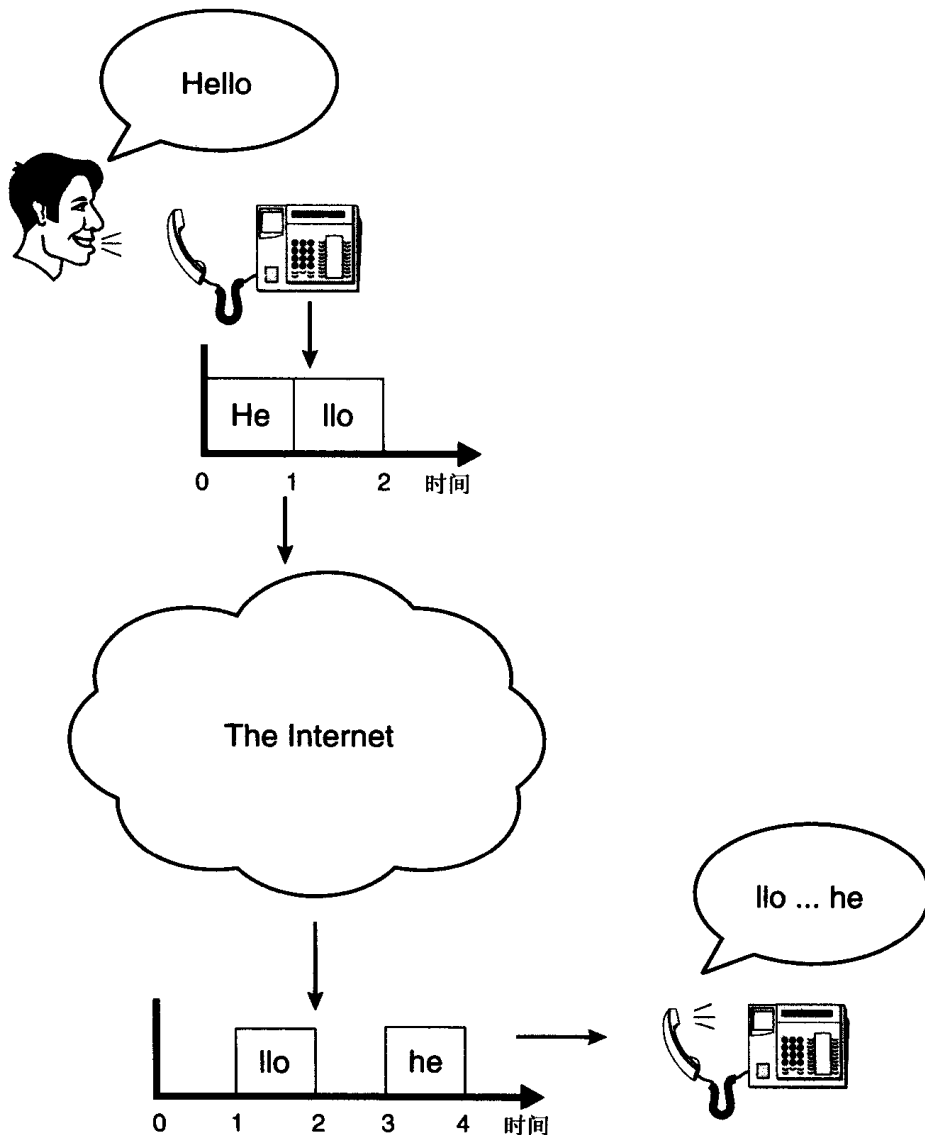 Hello
He llo
0 1 2 时间
The Internet
llo ... he
llo he
0 1 2 3 4 时间